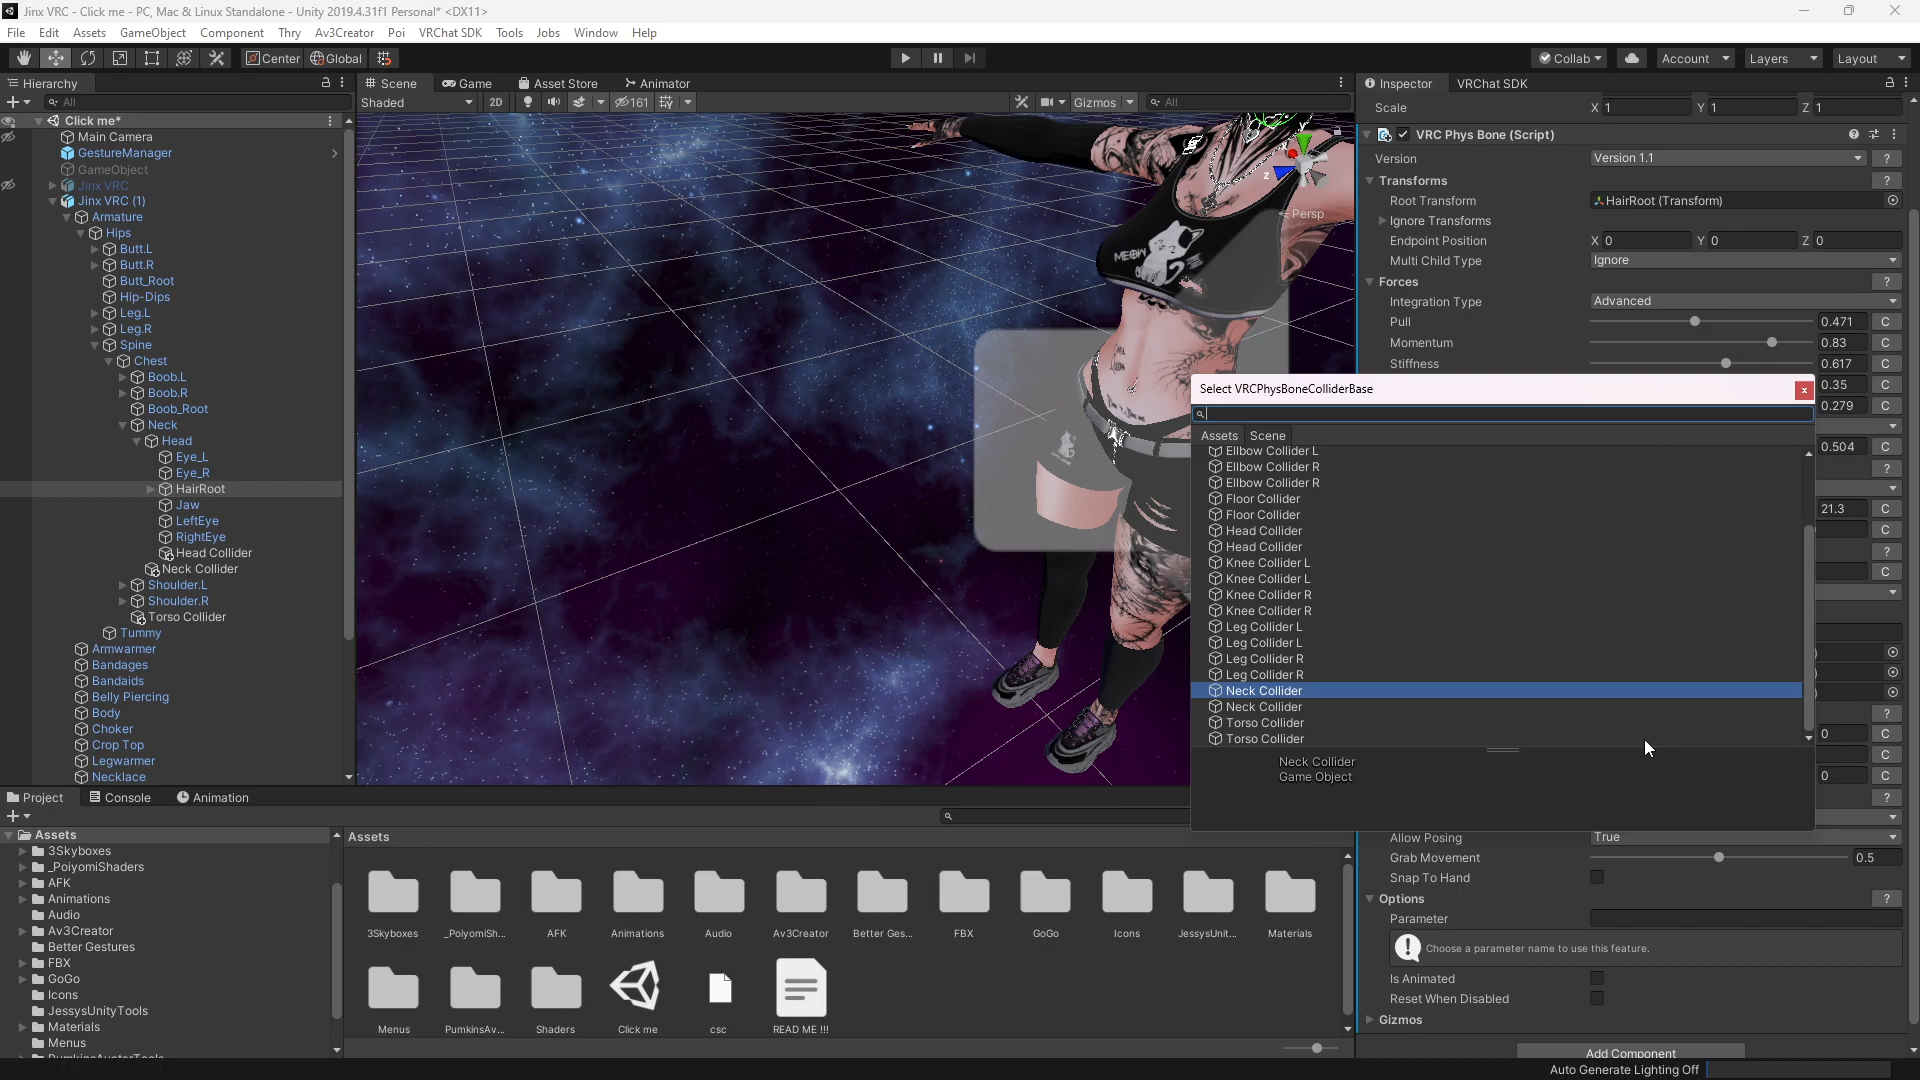 Jinx VRC - Click me - PC, Mac & Linux Standalone - Unity 2019.4.31f1 Personal* <DX11>
File Edit Assets GameObject Component Thry Av3Creator Poi VRChat SDK Tools Jobs Window Help
Center Global Collab Account Layers Layout
Hierarchy
All
Click me*
Main Camera
GestureManager
GameObject
Jinx VRC
Jinx VRC (1)
Armature
Hips
Butt.L
Butt.R
Butt_Root
Hip-Dips
Leg.L
Leg.R
Spine
Chest
Boob.L
Boob.R
Boob_Root
Neck
Head
Eye_L
Eye_R
HairRoot
Jaw
LeftEye
RightEye
Head Collider
Neck Collider
Shoulder.L
Shoulder.R
Torso Collider
Tummy
Armwarmer
Bandages
Bandaids
Belly Piercing
Body
Choker
Crop Top
Legwarmer
Necklace
Scene Game Asset Store Animator
Shaded 2D 161 Gizmos All
y
x
z
Persp
MEOW
Inspector VRChat SDK
Scale X 1 Y 1 Z 1
VRC Phys Bone (Script)
Version Version 1.1 ?
Transforms ?
Root Transform HairRoot (Transform)
Ignore Transforms
Endpoint Position X 0 Y 0 Z 0
Multi Child Type Ignore
Forces ?
Integration Type Advanced
Pull 0.471 C
Momentum 0.83 C
Stiffness 0.617 C
0.35 C
0.279 C
0.504 C
?
21.3 C
C
?
C
)
)
)
?
0 C
C
0 C
?
Select VRCPhysBoneColliderBase
x
Assets Scene
Ellbow Collider L
Ellbow Collider R
Ellbow Collider R
Floor Collider
Floor Collider
Head Collider
Head Collider
Knee Collider L
Knee Collider L
Knee Collider R
Knee Collider R
Leg Collider L
Leg Collider L
Leg Collider R
Leg Collider R
Neck Collider
Neck Collider
Torso Collider
Torso Collider
Neck Collider
Game Object
Allow Posing True
Grab Movement 0.5
Snap To Hand
Options ?
Parameter
Choose a parameter name to use this feature.
Is Animated
Reset When Disabled
Gizmos
Add Component
Project Console Animation
Assets
3Skyboxes
_PoiyomiShaders
AFK
Animations
Audio
Av3Creator
Better Gestures
FBX
GoGo
Icons
JessysUnityTools
Materials
Menus
PumkinsAvatarTools
Assets
3Skyboxes _PoiyomiSh... AFK Animations Audio Av3Creator Better Ges... FBX GoGo Icons JessysUnit... Materials
Menus PumkinsAv... Shaders Click me csc READ ME !!!
Auto Generate Lighting Off